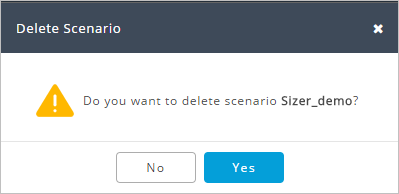 Delete Scenario
Do you want to delete scenario Sizer_demo?
No
Yes